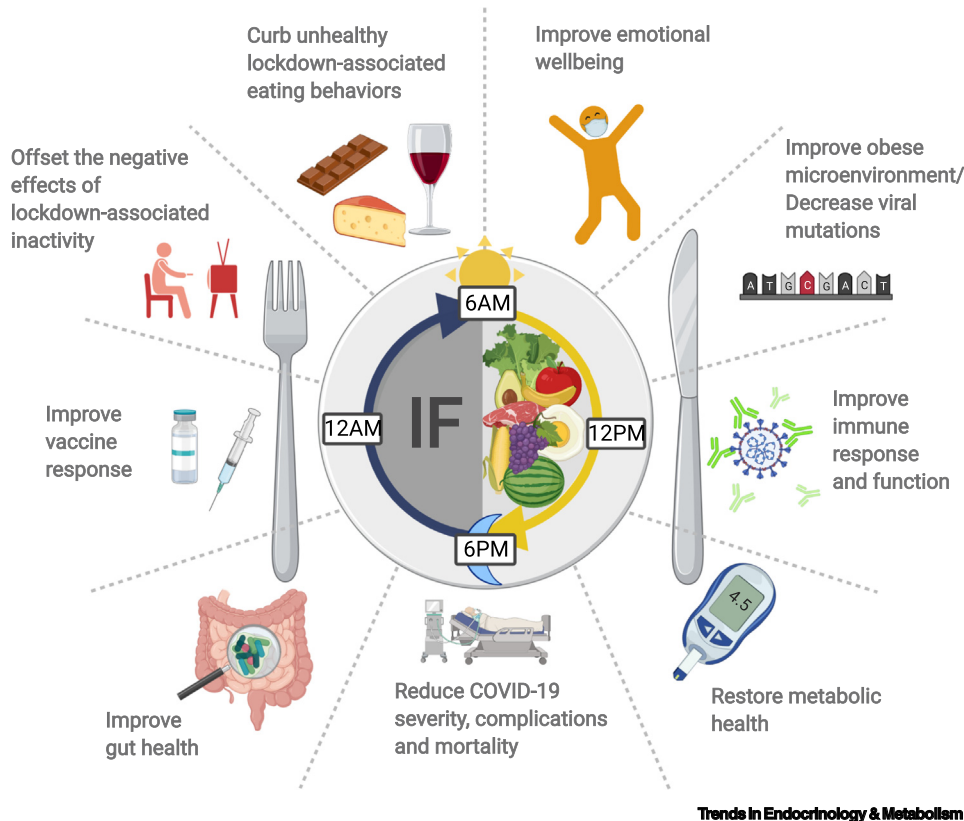 Curb unhealthy
lockdown-associated
eating behaviors
Improve emotional
wellbeing
Offset the negative
effects of
lockdown-associated
inactivity
Improve obese
microenvironment/
Decrease viral
mutations
A T G C G A C T
6AM
IF
12AM
12PM
6PM
Improve
vaccine
response
Improve
immune
response
and function
4.5
Improve
gut health
Reduce COVID-19
severity, complications
and mortality
Restore metabolic
health
Trends in Endocrinology & Metabolism